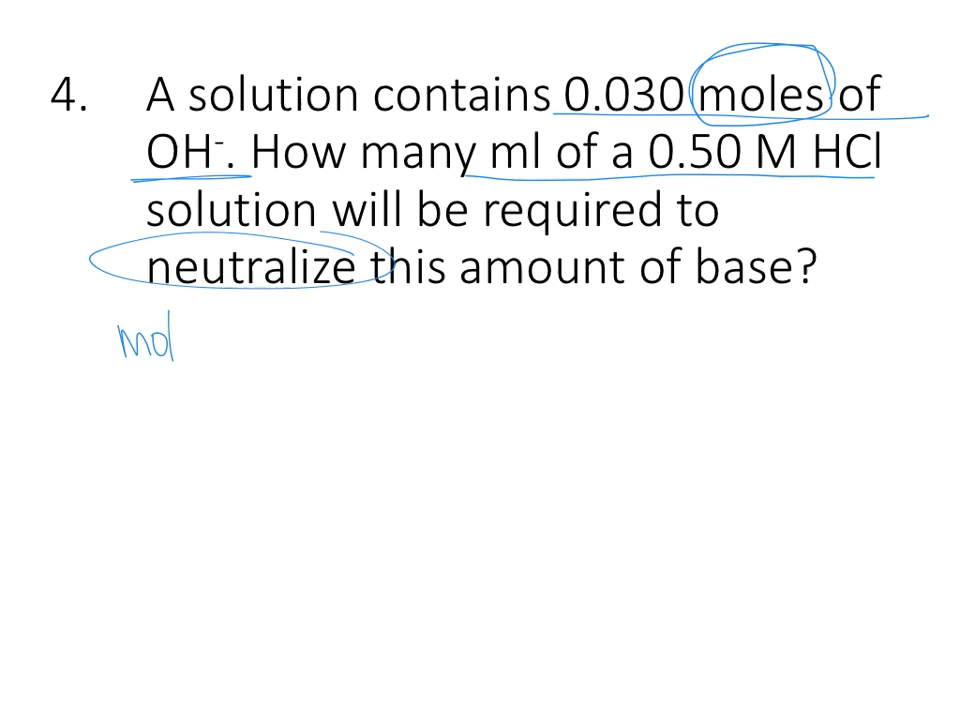 4. A solution contains 0.030 moles of
OH⁻. How many ml of a 0.50 M HCl
solution will be required to
neutralize this amount of base?
mol